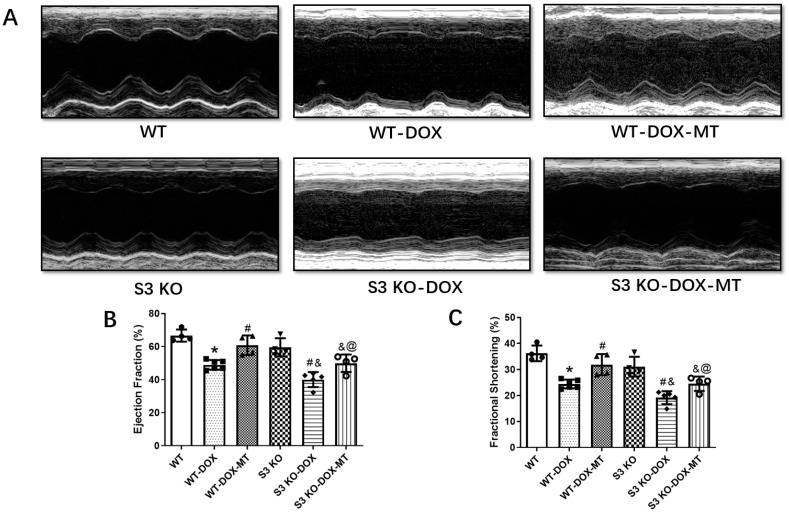 A
WT
WT-DOX
WT-DOX-MT
S3 KO
S3 KO-DOX
S3 KO-DOX-MT
B
Ejection Fraction (%)
80
60
40
20
0
*
#
#&
&@
WT
WT-DOX
WT-DOX-MT
S3 KO
S3 KO-DOX
S3 KO-DOX-MT
C
Fractional Shortening (%)
50
40
30
20
10
0
*
#
#&
&@
WT
WT-DOX
WT-DOX-MT
S3 KO
S3 KO-DOX
S3 KO-DOX-MT